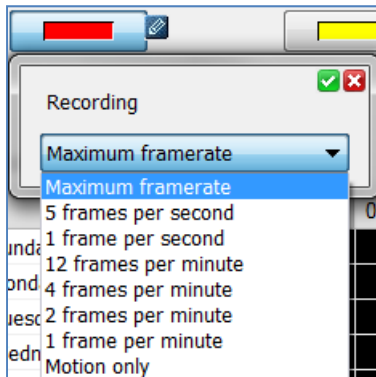 Recording
Maximum framerate
Maximum framerate
5 frames per second
1 frame per second
12 frames per minute
4 frames per minute
2 frames per minute
1 frame per minute
Motion only